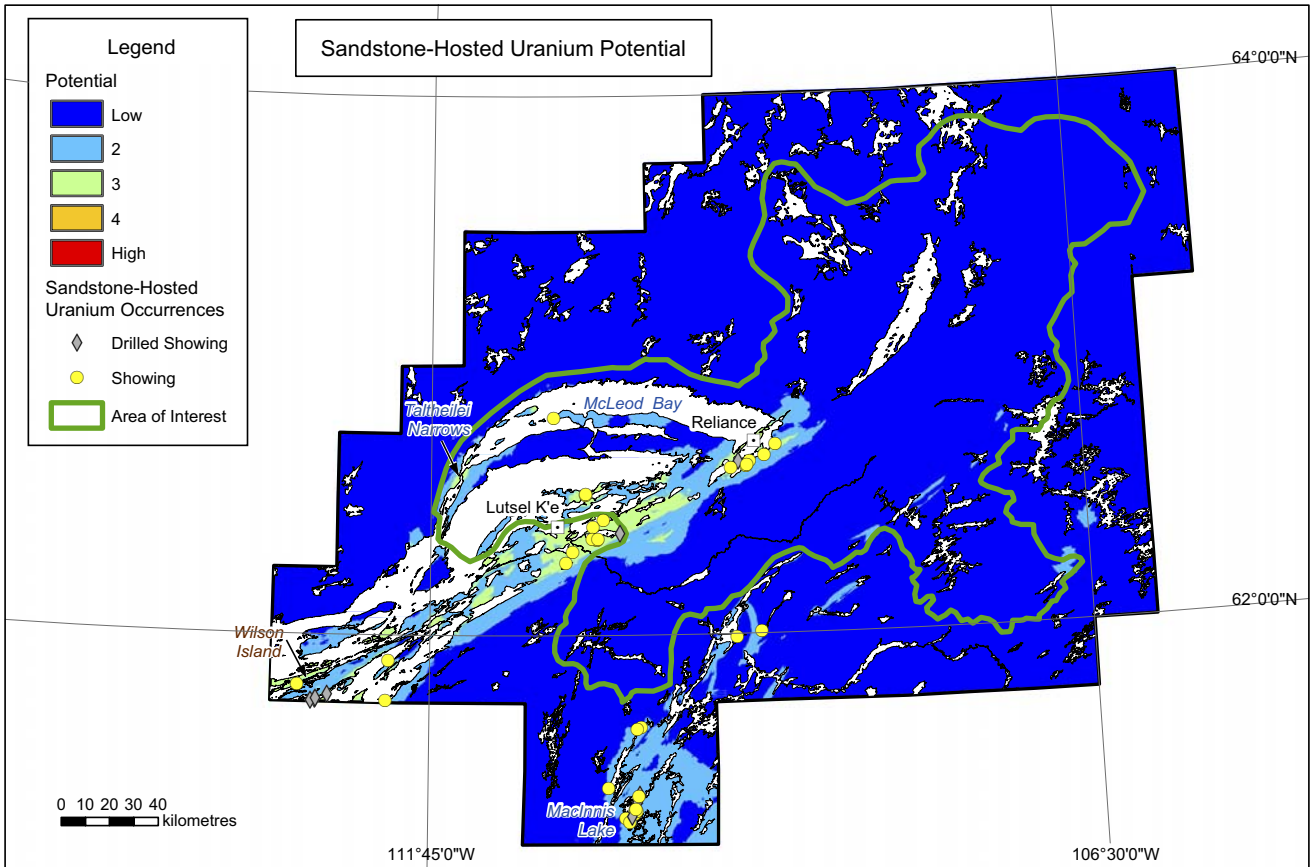 Legend
Potential
Low
2
3
4
High
Sandstone-Hosted
Uranium Occurrences
Drilled Showing
Showing
Area of Interest
Sandstone-Hosted Uranium Potential
64°0'0"N
McLeod Bay
Taltheilei
Narrows
Reliance
Lutsel K'e
62°0'0"N
Wilson
Island
MacInnis
Lake
0 10 20 30 40
kilometres
111°45'0"W
106°30'0"W